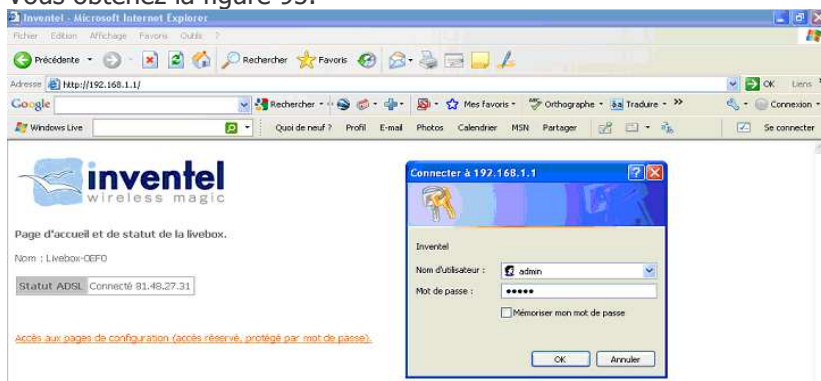 Vous obtenez la figure 93.
Inventel - Microsoft Internet Explorer
Fichier Edition Affichage Favoris Outils ?
Précédente Rechercher Favoris
Adresse http://192.168.1.1/ OK Liens
Google Rechercher Mes favoris Orthographe Traduire Connexion
Windows Live Quoi de neuf ? Profil E-mail Photos Calendrier MSN Partager Se connecter
inventel
wireless magic
Page d'accueil et de statut de la livebox.
Nom : Livebox-0EF0
Statut ADSL Connecté 81.48.27.31
Accès aux pages de configuration (accès réservé, protégé par mot de passe).
Connecter à 192.168.1.1
Inventel
Nom d'utilisateur : admin
Mot de passe : •••••
Mémoriser mon mot de passe
OK Annuler